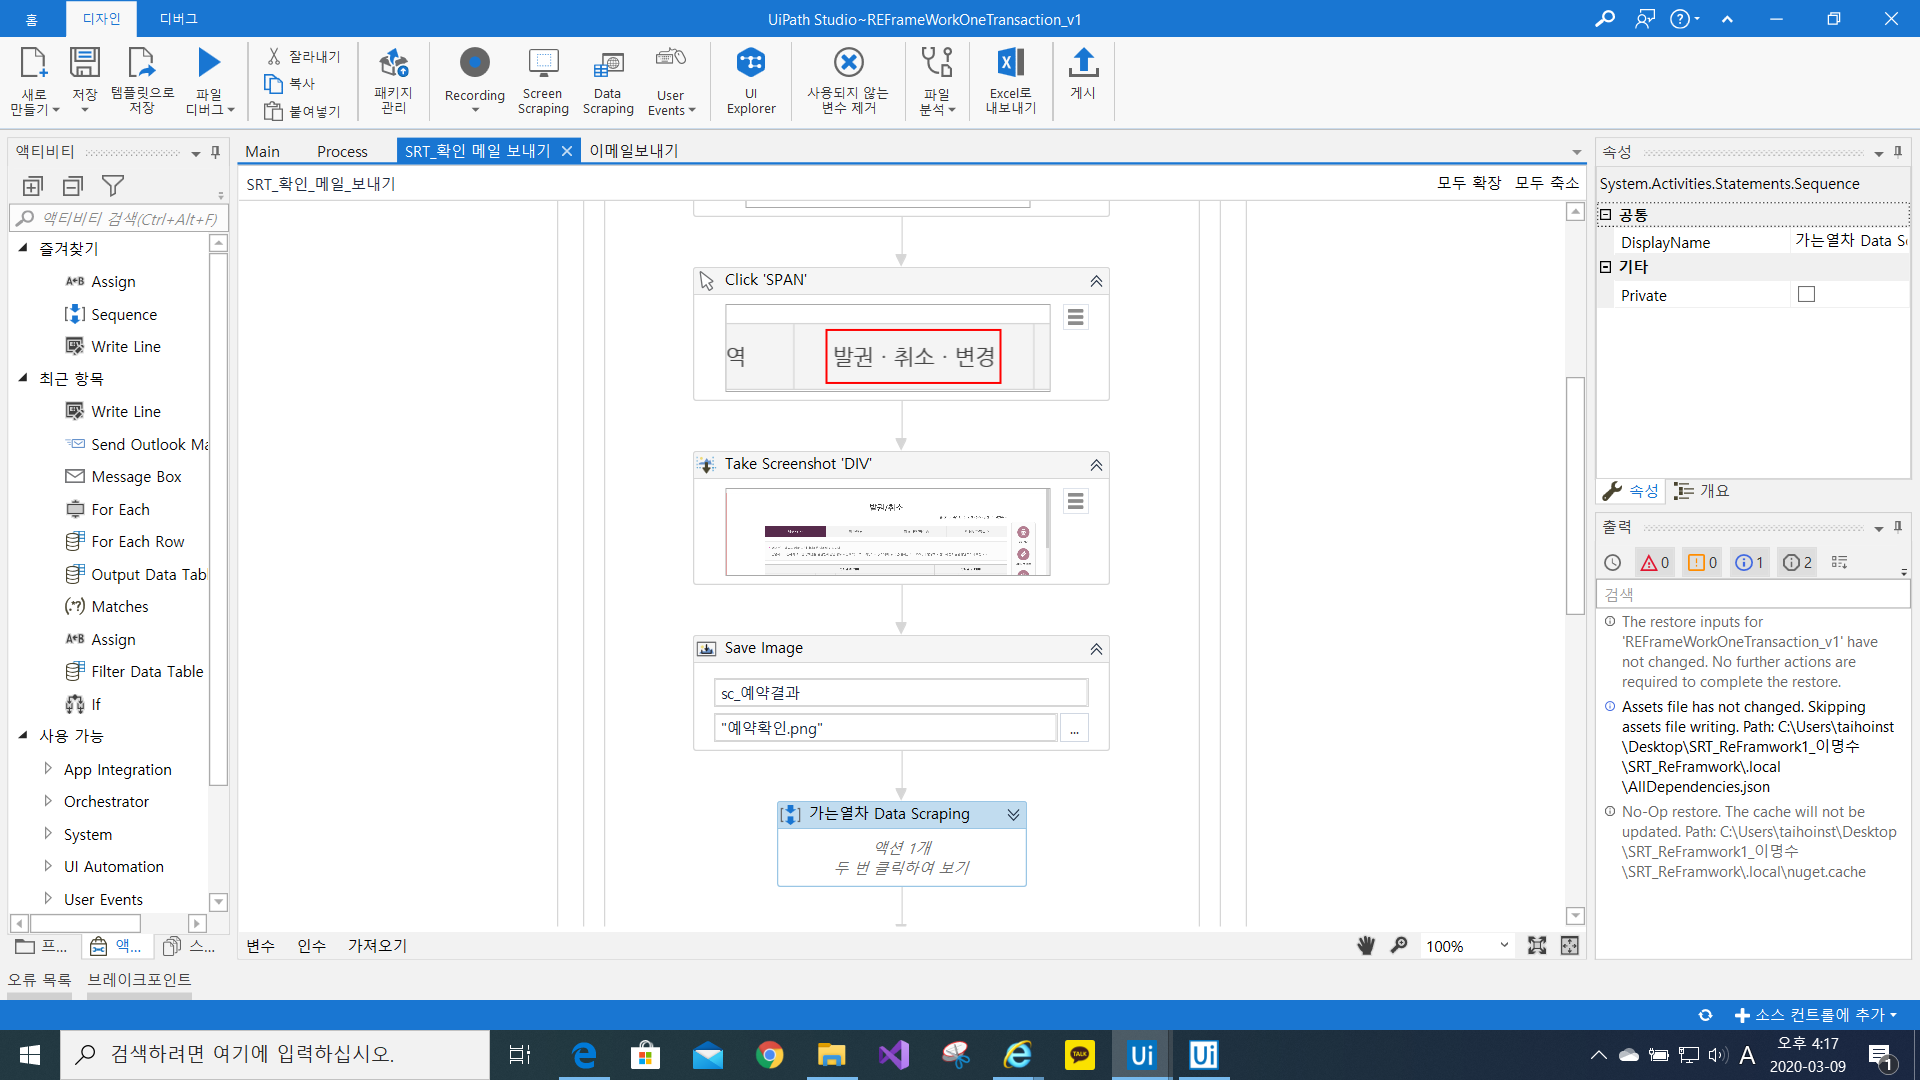 홈
디자인
디버그
UiPath Studio~REFrameWorkOneTransaction_v1
새로
만들기
저장
템플릿으로
저장
파일
디버그
잘라내기
복사
붙여넣기
패키지
관리
Recording
Screen
Scraping
Data
Scraping
User
Events
UI
Explorer
사용되지 않는
변수 제거
파일
분석
Excel로
내보내기
게시
액티비티
액티비티 검색(Ctrl+Alt+F)
즐겨찾기
Assign
Sequence
Write Line
최근 항목
Write Line
Send Outlook Ma
Message Box
For Each
For Each Row
Output Data Tab
Matches
Assign
Filter Data Table
If
사용 가능
App Integration
Orchestrator
System
UI Automation
User Events
프...
액...
스...
Main
Process
SRT_확인 메일 보내기
이메일보내기
SRT_확인_메일_보내기
모두 확장
모두 축소
Click 'SPAN'
역
발권 · 취소 · 변경
Take Screenshot 'DIV'
발권/취소
Save Image
sc_예약결과
"예약확인.png"
...
가는열차 Data Scraping
액션 1개
두 번 클릭하여 보기
변수
인수
가져오기
100%
속성
System.Activities.Statements.Sequence
공통
DisplayName
가는열차 Data S
기타
Private
속성
개요
출력
0
0
1
2
검색
The restore inputs for
'REFrameWorkOneTransaction_v1' have
not changed. No further actions are
required to complete the restore.
Assets file has not changed. Skipping
assets file writing. Path: C:\Users\taihoinst
\Desktop\SRT_ReFramwork1_이명수
\SRT_ReFramwork\.local
\AllDependencies.json
No-Op restore. The cache will not be
updated. Path: C:\Users\taihoinst\Desktop
\SRT_ReFramwork1_이명수
\SRT_ReFramwork\.local\nuget.cache
오류 목록
브레이크포인트
소스 컨트롤에 추가
검색하려면 여기에 입력하십시오.
TALK
Ui
Ui
A
오후 4:17
2020-03-09
1